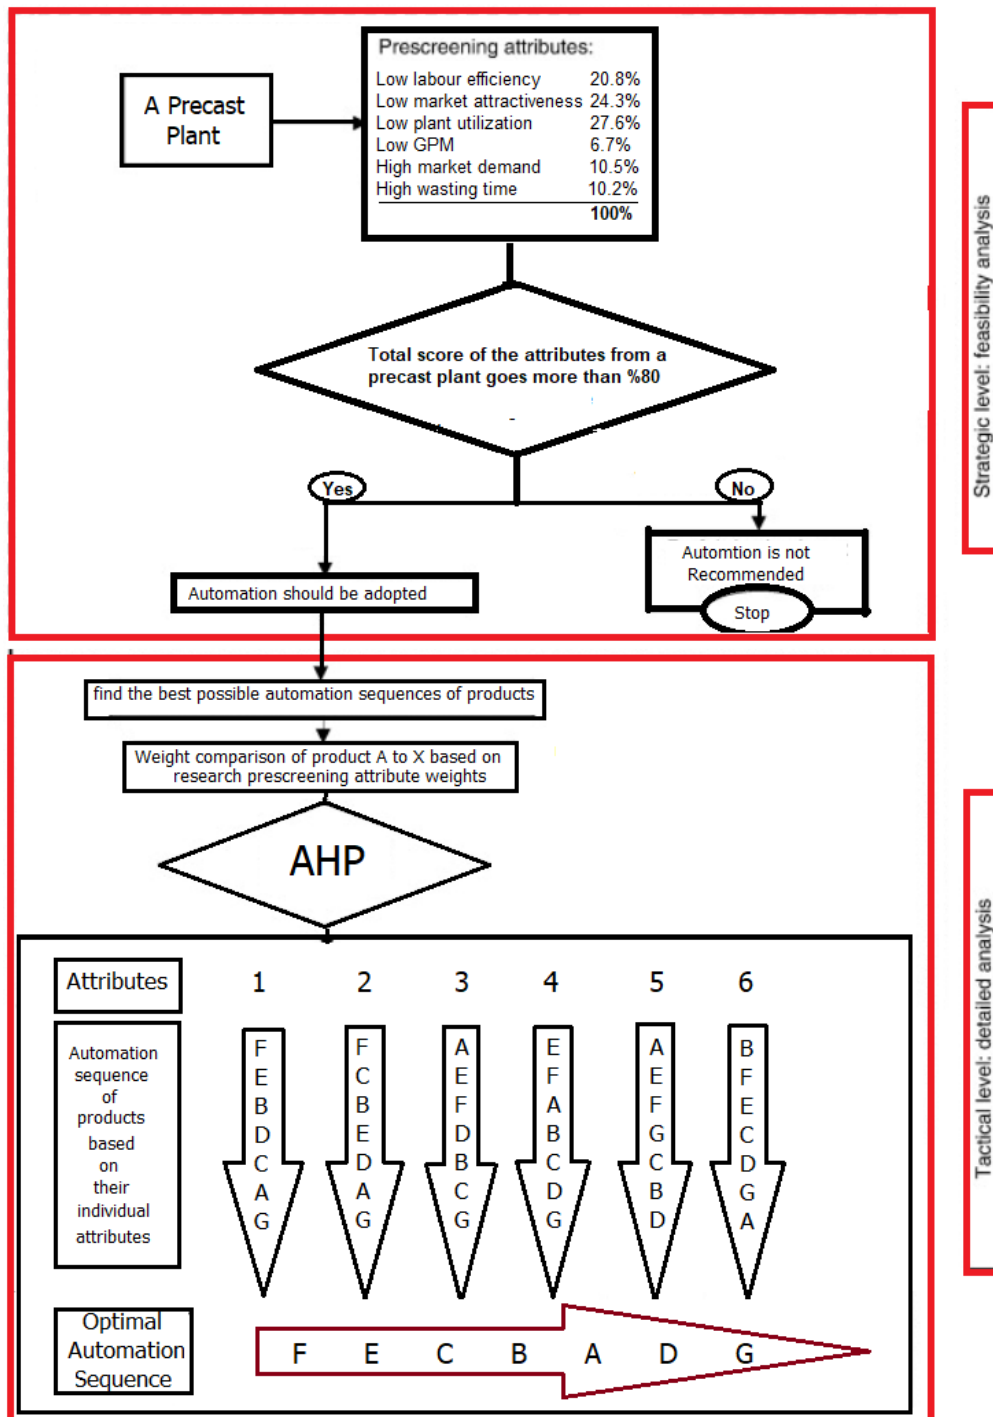 Prescreening attributes:
Low labour efficiency 20.8%
Low market attractiveness 24.3%
Low plant utilization 27.6%
Low GPM 6.7%
High market demand 10.5%
High wasting time 10.2%
100%
A Precast
Plant
Total score of the attributes from a
precast plant goes more than %80
Yes
No
Automtion is not
Recommended
Stop
Automation should be adopted
Strategic level: feasibility analysis
find the best possible automation sequences of products
Weight comparison of product A to X based on
research prescreening attribute weights
AHP
Attributes 1 2 3 4 5 6
Automation
sequence
of
products
based
on
their
individual
attributes
F E B D C A G
F C B E D A G
A E F D B C G
E F A B C D G
A E F G C B D
B F E C D G A
Optimal
Automation
Sequence
F E C B A D G
Tactical level: detailed analysis